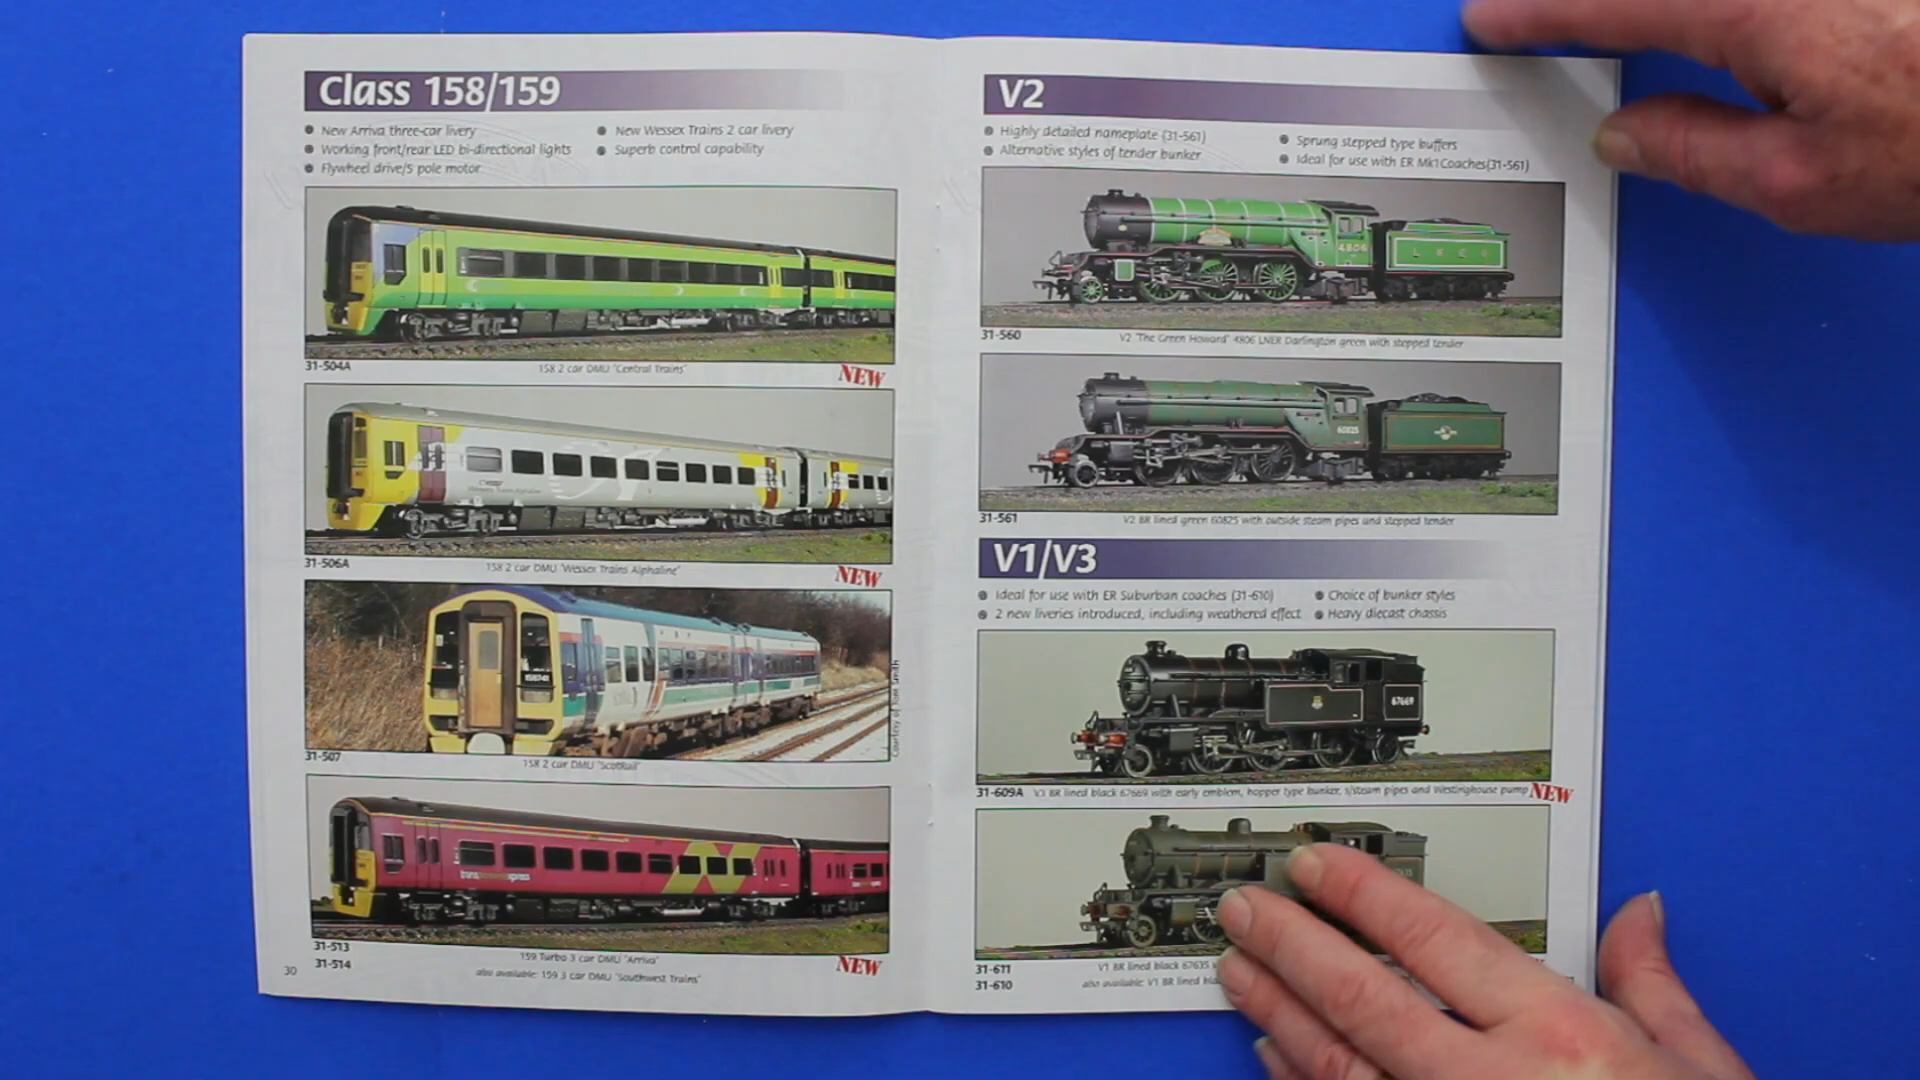 Class 158/159
New Arriva three-car livery
Working front/rear LED bi-directional lights
Flywheel drive/5 pole motor
New Wessex Trains 2 car livery
Superb control capability
31-504A
158 2 car DMU "Central Trains"
NEW
31-506A
158 2 car DMU "Wessex Trains Alphaline"
NEW
158741
Courtesy of Tom Smith
31-507
158 2 car DMU "ScotRail"
31-513
159 Turbo 3 car DMU "Arriva"
NEW
31-514
also available: 159 3 car DMU "Southwest Trains"
30
V2
Highly detailed nameplate (31-561)
Alternative styles of tender bunker
Sprung stepped type buffers
Ideal for use with ER Mk1Coaches(31-561)
4806
L N E R
31-560
V2 "The Green Howard" 4806 LNER Darlington green with stepped tender
60825
31-561
V2 BR lined green 60825 with outside steam pipes and stepped tender
V1/V3
Ideal for use with ER Suburban coaches (31-610)
2 new liveries introduced, including weathered effect
Choice of bunker styles
Heavy diecast chassis
67669
31-609A
V3 BR lined black 67669 with early emblem, hopper type bunker, s/steam pipes and Westinghouse pump
NEW
31-611
V1 BR lined black 67635
31-610
also available: V1 BR lined